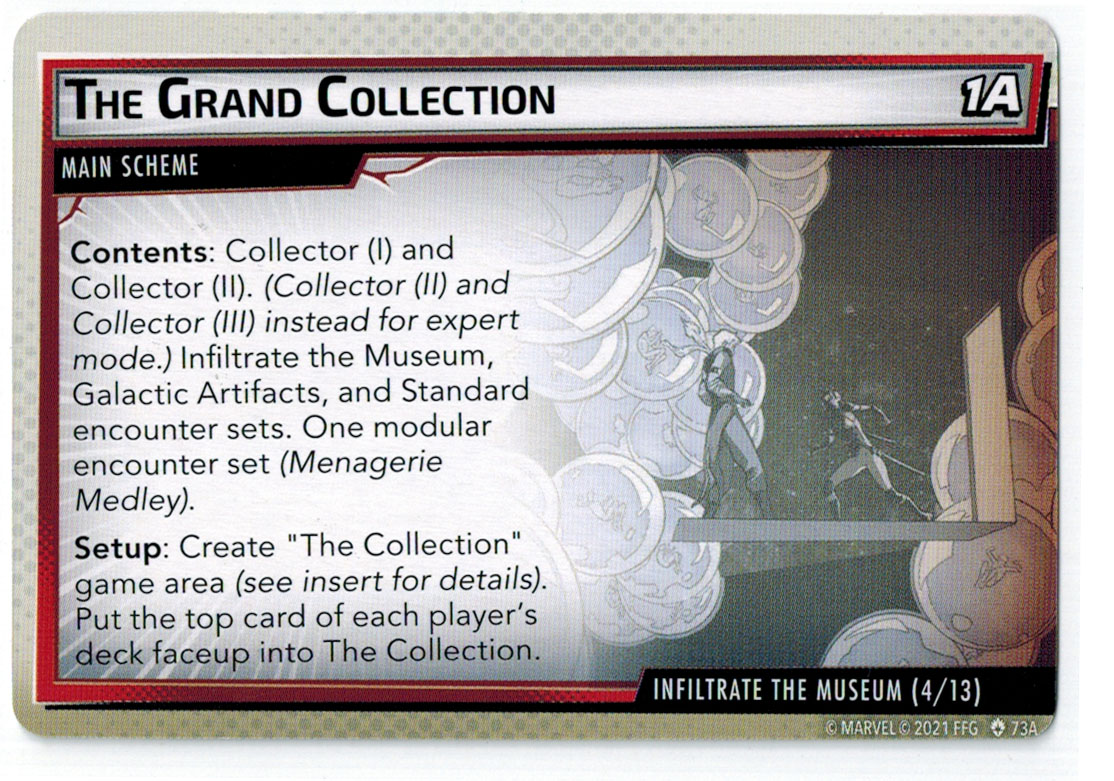 THE GRAND COLLECTION
1A
MAIN SCHEME
Contents: Collector (I) and
Collector (II). (Collector (II) and
Collector (III) instead for expert
mode.) Infiltrate the Museum,
Galactic Artifacts, and Standard
encounter sets. One modular
encounter set (Menagerie
Medley).
Setup: Create "The Collection"
game area (see insert for details).
Put the top card of each player's
deck faceup into The Collection.
INFILTRATE THE MUSEUM (4/13)
© MARVEL © 2021 FFG 73A